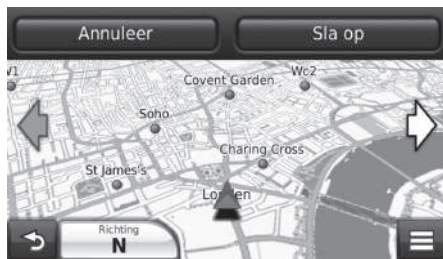 Annuleer
Sla op
Wc2
Covent Garden
Soho
Charing Cross
St James's
Richting
N